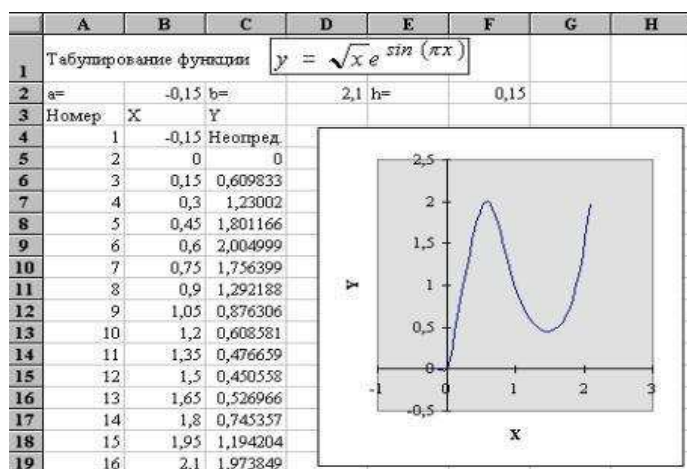 A B C D E F G H
1 Табулирование функции y = √x e sin (πx)
2 a= -0,15 b= 2,1 h= 0,15
3 Номер X Y
4 1 -0,15 Неопред.
5 2 0 0
6 3 0,15 0,609833
7 4 0,3 1,23002
8 5 0,45 1,801166
9 6 0,6 2,004999
10 7 0,75 1,756399
11 8 0,9 1,292188
12 9 1,05 0,876306
13 10 1,2 0,608581
14 11 1,35 0,476659
15 12 1,5 0,450558
16 13 1,65 0,526966
17 14 1,8 0,745357
18 15 1,95 1,194204
19 16 2,1 1,973849
2,5
2
1,5
1
0,5
0
-0,5
-1 0 1 2 3
Y
X